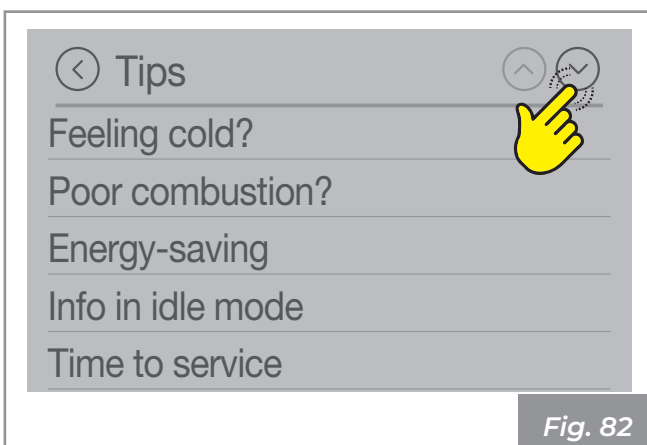 Tips
Feeling cold?
Poor combustion?
Energy-saving
Info in idle mode
Time to service
Fig. 82